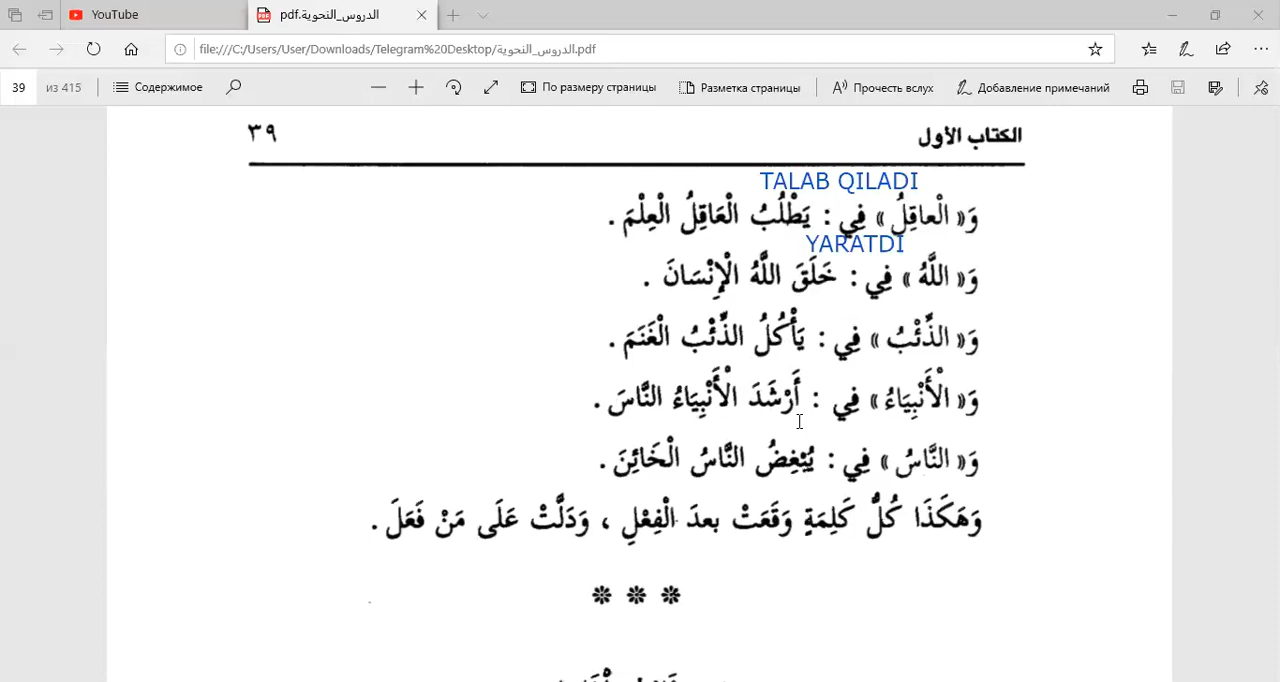 YouTube
الدروس_النحوية.pdf
file:///C:/Users/User/Downloads/Telegram%20Desktop/الدروس_النحوية.pdf
39 из 415 Содержимое По размеру страницы Разметка страницы Прочесть вслух Добавление примечаний
الكتاب الأول ٣٩
TALAB QILADI
وَ« الْعاقِلُ » فِي : يَطْلُبُ الْعَاقِلُ الْعِلْمَ .
YARATDI
وَ« اللَّهُ » فِي : خَلَقَ اللَّهُ الْإِنْسَانَ .
وَ« الذِّئْبُ » فِي : يَأْكُلُ الذِّئْبُ الْغَنَمَ .
وَ« الْأَنْبِيَاءُ » فِي : أَرْشَدَ الْأَنْبِيَاءُ النَّاسَ .
وَ« النَّاسُ » فِي : يُبْغِضُ النَّاسُ الْخَائِنَ .
وَهَكَذَا كُلُّ كَلِمَةٍ وَقَعَتْ بعدَ الْفِعْلِ ، وَدَلَّتْ عَلَى مَنْ فَعَلَ .